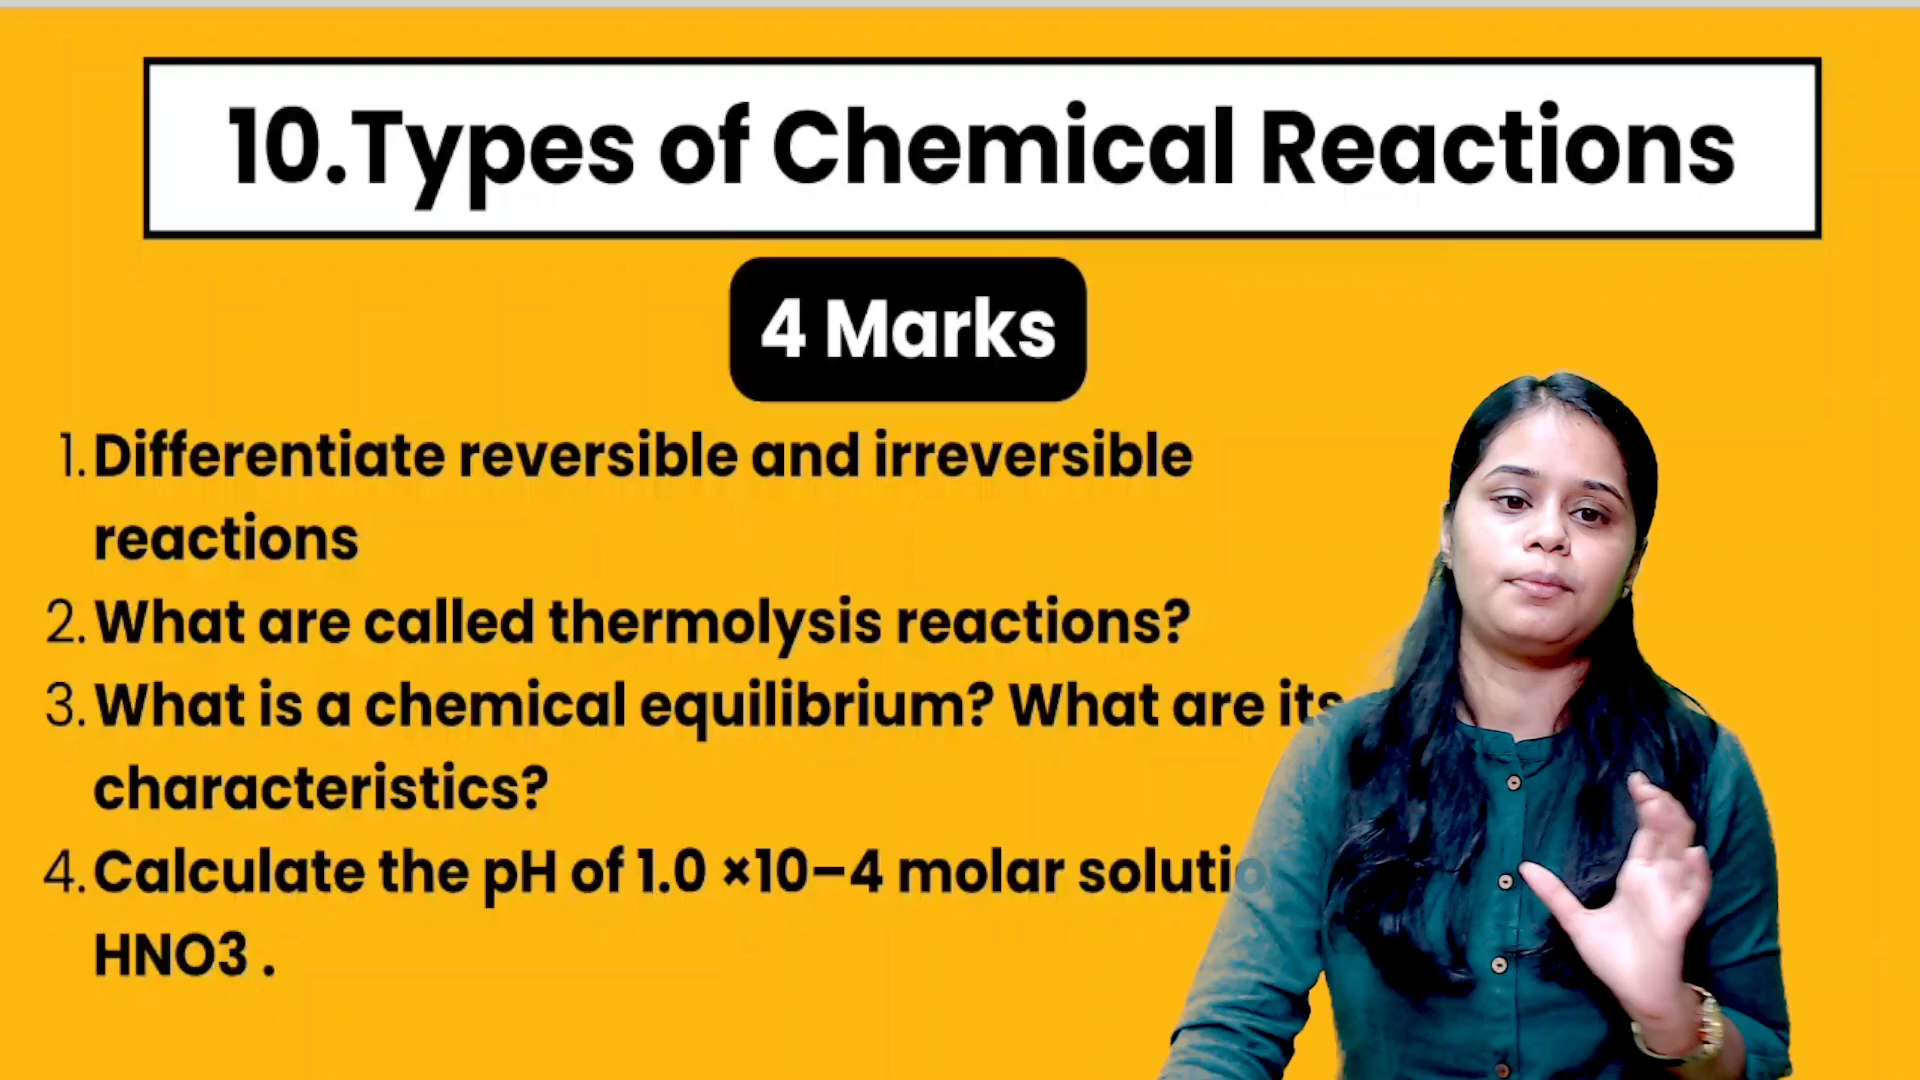 10.Types of Chemical Reactions
4 Marks
1. Differentiate reversible and irreversible
reactions
2. What are called thermolysis reactions?
3. What is a chemical equilibrium? What are its
characteristics?
4. Calculate the pH of 1.0 ×10–4 molar solutio
HNO3 .